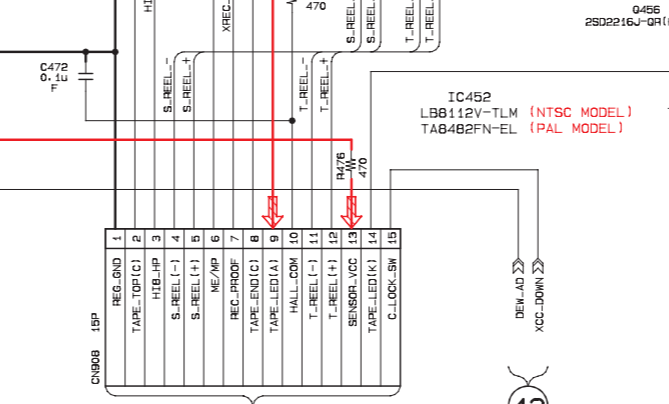 470
Q456
2SD2216J-QR(
HI
XREC_
S_REEL_
S_REEL_
T_REEL_
T_REEL_
C472
0.1u
F
S_REEL_-
S_REEL_+
T_REEL_-
T_REEL_+
IC452
LB8112V-TLM (NTSC MODEL)
TA8482FN-EL (PAL MODEL)
R476
470
1 2 3 4 5 6 7 8 9 10 11 12 13 14 15
REG_GND
TAPE_TOP(C)
HI8_HP
S_REEL(-)
S_REEL(+)
ME/MP
REC_PROOF
TAPE_END(C)
TAPE_LED(A)
HALL_COM
T_REEL(-)
T_REEL(+)
SENSOR_VCC
TAPE_LED(K)
C_LOCK_SW
CN908 15P
DEW_AD
XCC_DOWN